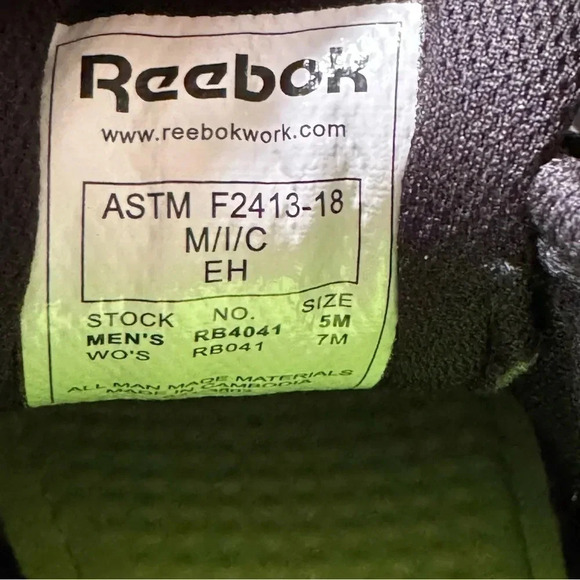 Reebok
www.reebokwork.com
ASTM F2413-18
M/I/C
EH
STOCK NO. SIZE
MEN'S RB4041 5M
WO'S RB041 7M
ALL MAN MADE MATERIALS
MADE IN CAMBODIA